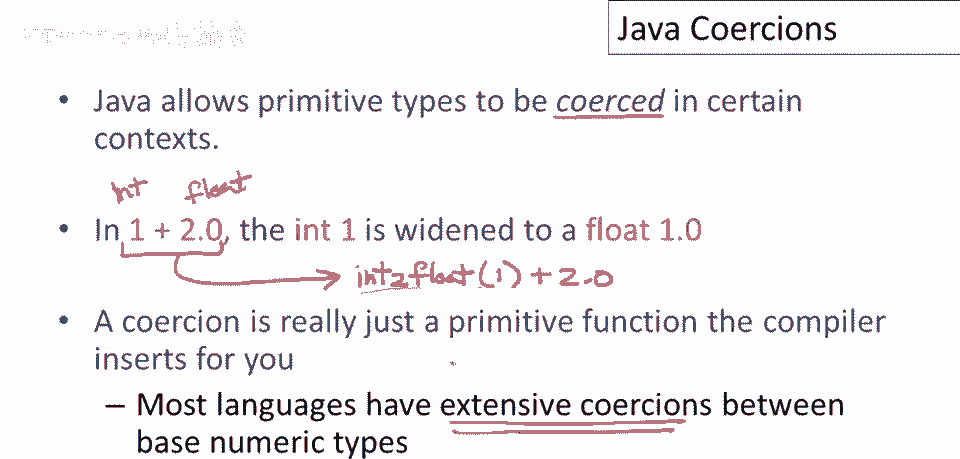 Java Coercions
• Java allows primitive types to be coerced in certain
contexts.
int float
• In 1 + 2.0, the int 1 is widened to a float 1.0
int2float(1) + 2.0
• A coercion is really just a primitive function the compiler
inserts for you
– Most languages have extensive coercions between
base numeric types